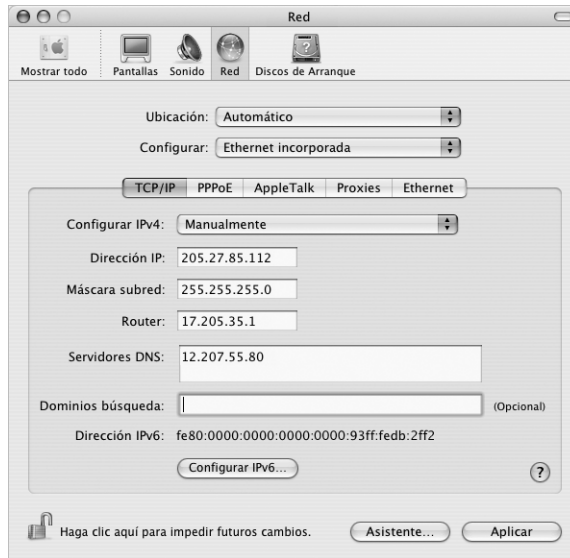 Red
Mostrar todo Pantallas Sonido Red Discos de Arranque
Ubicación: Automático
Configurar: Ethernet incorporada
TCP/IP PPPoE AppleTalk Proxies Ethernet
Configurar IPv4: Manualmente
Dirección IP: 205.27.85.112
Máscara subred: 255.255.255.0
Router: 17.205.35.1
Servidores DNS: 12.207.55.80
Dominios búsqueda: (Opcional)
Dirección IPv6: fe80:0000:0000:0000:0000:93ff:fedb:2ff2
Configurar IPv6...
?
Haga clic aquí para impedir futuros cambios. Asistente... Aplicar